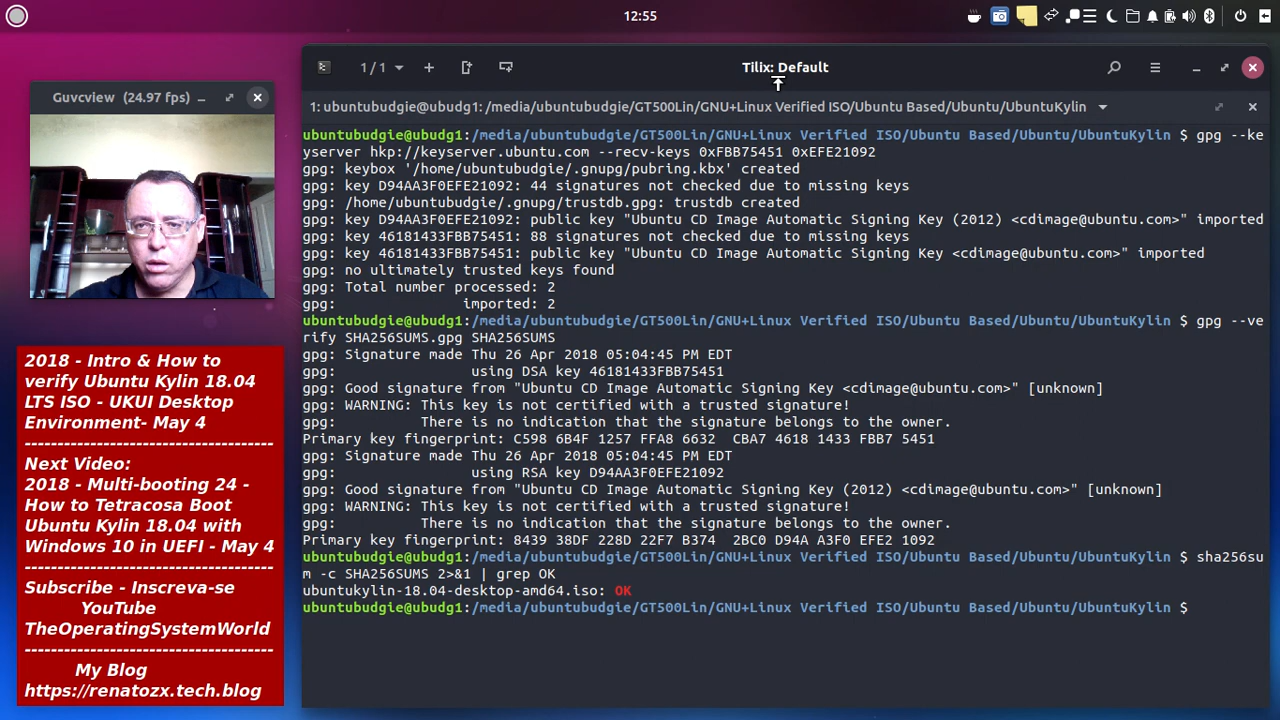 12:55
Guvcview (24.97 fps)
2018 - Intro & How to
verify Ubuntu Kylin 18.04
LTS ISO - UKUI Desktop
Environment- May 4
-----------------------------------
Next Video:
2018 - Multi-booting 24 -
How to Tetracosa Boot
Ubuntu Kylin 18.04 with
Windows 10 in UEFI - May 4
-----------------------------------
Subscribe - Inscreva-se
YouTube
TheOperatingSystemWorld
-----------------------------------
My Blog
https://renatozx.tech.blog
1/1
Tilix: Default
1: ubuntubudgie@ubudg1:/media/ubuntubudgie/GT500Lin/GNU+Linux Verified ISO/Ubuntu Based/Ubuntu/UbuntuKylin
ubuntubudgie@ubudg1:/media/ubuntubudgie/GT500Lin/GNU+Linux Verified ISO/Ubuntu Based/Ubuntu/UbuntuKylin $ gpg --ke
yserver hkp://keyserver.ubuntu.com --recv-keys 0xFBB75451 0xEFE21092
gpg: keybox '/home/ubuntubudgie/.gnupg/pubring.kbx' created
gpg: key D94AA3F0EFE21092: 44 signatures not checked due to missing keys
gpg: /home/ubuntubudgie/.gnupg/trustdb.gpg: trustdb created
gpg: key D94AA3F0EFE21092: public key "Ubuntu CD Image Automatic Signing Key (2012) <cdimage@ubuntu.com>" imported
gpg: key 46181433FBB75451: 88 signatures not checked due to missing keys
gpg: key 46181433FBB75451: public key "Ubuntu CD Image Automatic Signing Key <cdimage@ubuntu.com>" imported
gpg: no ultimately trusted keys found
gpg: Total number processed: 2
gpg:               imported: 2
ubuntubudgie@ubudg1:/media/ubuntubudgie/GT500Lin/GNU+Linux Verified ISO/Ubuntu Based/Ubuntu/UbuntuKylin $ gpg --ve
rify SHA256SUMS.gpg SHA256SUMS
gpg: Signature made Thu 26 Apr 2018 05:04:45 PM EDT
gpg:                using DSA key 46181433FBB75451
gpg: Good signature from "Ubuntu CD Image Automatic Signing Key <cdimage@ubuntu.com>" [unknown]
gpg: WARNING: This key is not certified with a trusted signature!
gpg:          There is no indication that the signature belongs to the owner.
Primary key fingerprint: C598 6B4F 1257 FFA8 6632  CBA7 4618 1433 FBB7 5451
gpg: Signature made Thu 26 Apr 2018 05:04:45 PM EDT
gpg:                using RSA key D94AA3F0EFE21092
gpg: Good signature from "Ubuntu CD Image Automatic Signing Key (2012) <cdimage@ubuntu.com>" [unknown]
gpg: WARNING: This key is not certified with a trusted signature!
gpg:          There is no indication that the signature belongs to the owner.
Primary key fingerprint: 8439 38DF 228D 22F7 B374  2BC0 D94A A3F0 EFE2 1092
ubuntubudgie@ubudg1:/media/ubuntubudgie/GT500Lin/GNU+Linux Verified ISO/Ubuntu Based/Ubuntu/UbuntuKylin $ sha256su
m -c SHA256SUMS 2>&1 | grep OK
ubuntukylin-18.04-desktop-amd64.iso: OK
ubuntubudgie@ubudg1:/media/ubuntubudgie/GT500Lin/GNU+Linux Verified ISO/Ubuntu Based/Ubuntu/UbuntuKylin $